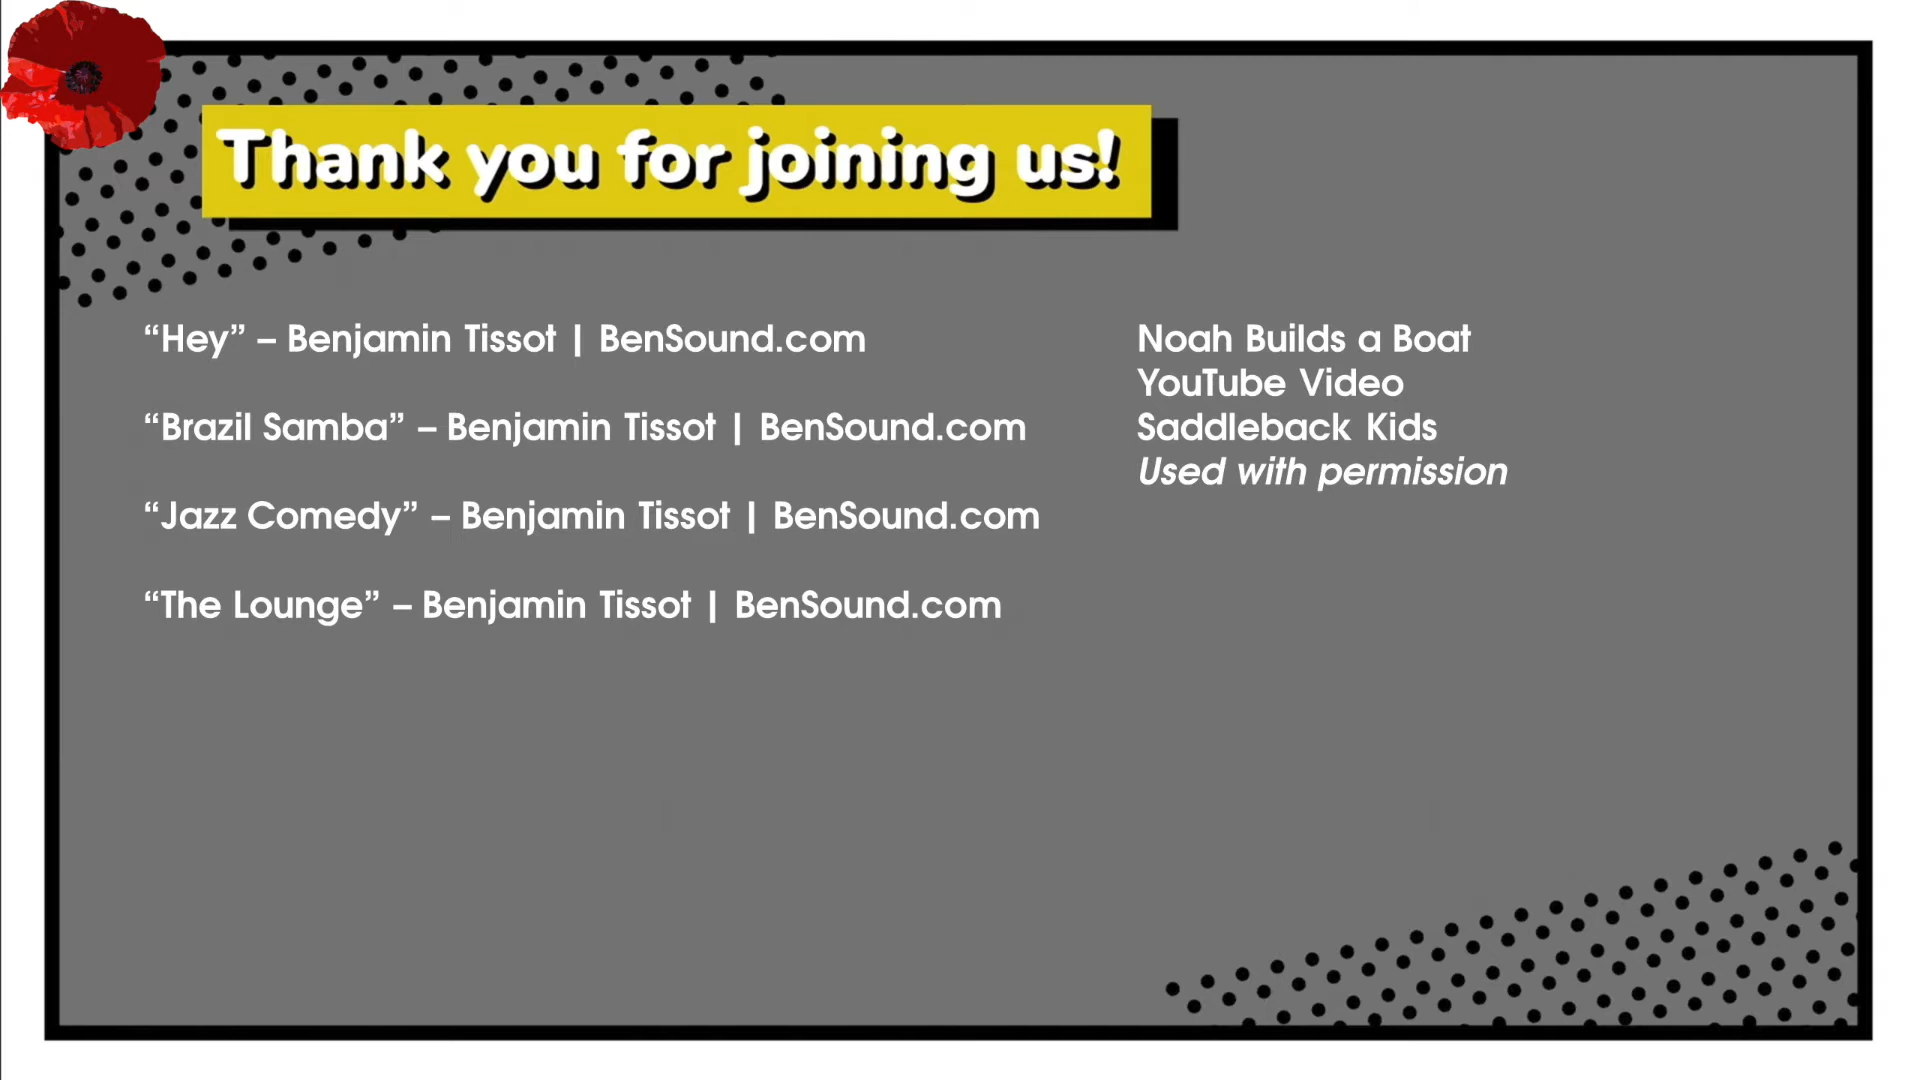 Thank you for joining us!
“Hey” – Benjamin Tissot | BenSound.com
“Brazil Samba” – Benjamin Tissot | BenSound.com
“Jazz Comedy” – Benjamin Tissot | BenSound.com
“The Lounge” – Benjamin Tissot | BenSound.com
Noah Builds a Boat
YouTube Video
Saddleback Kids
Used with permission